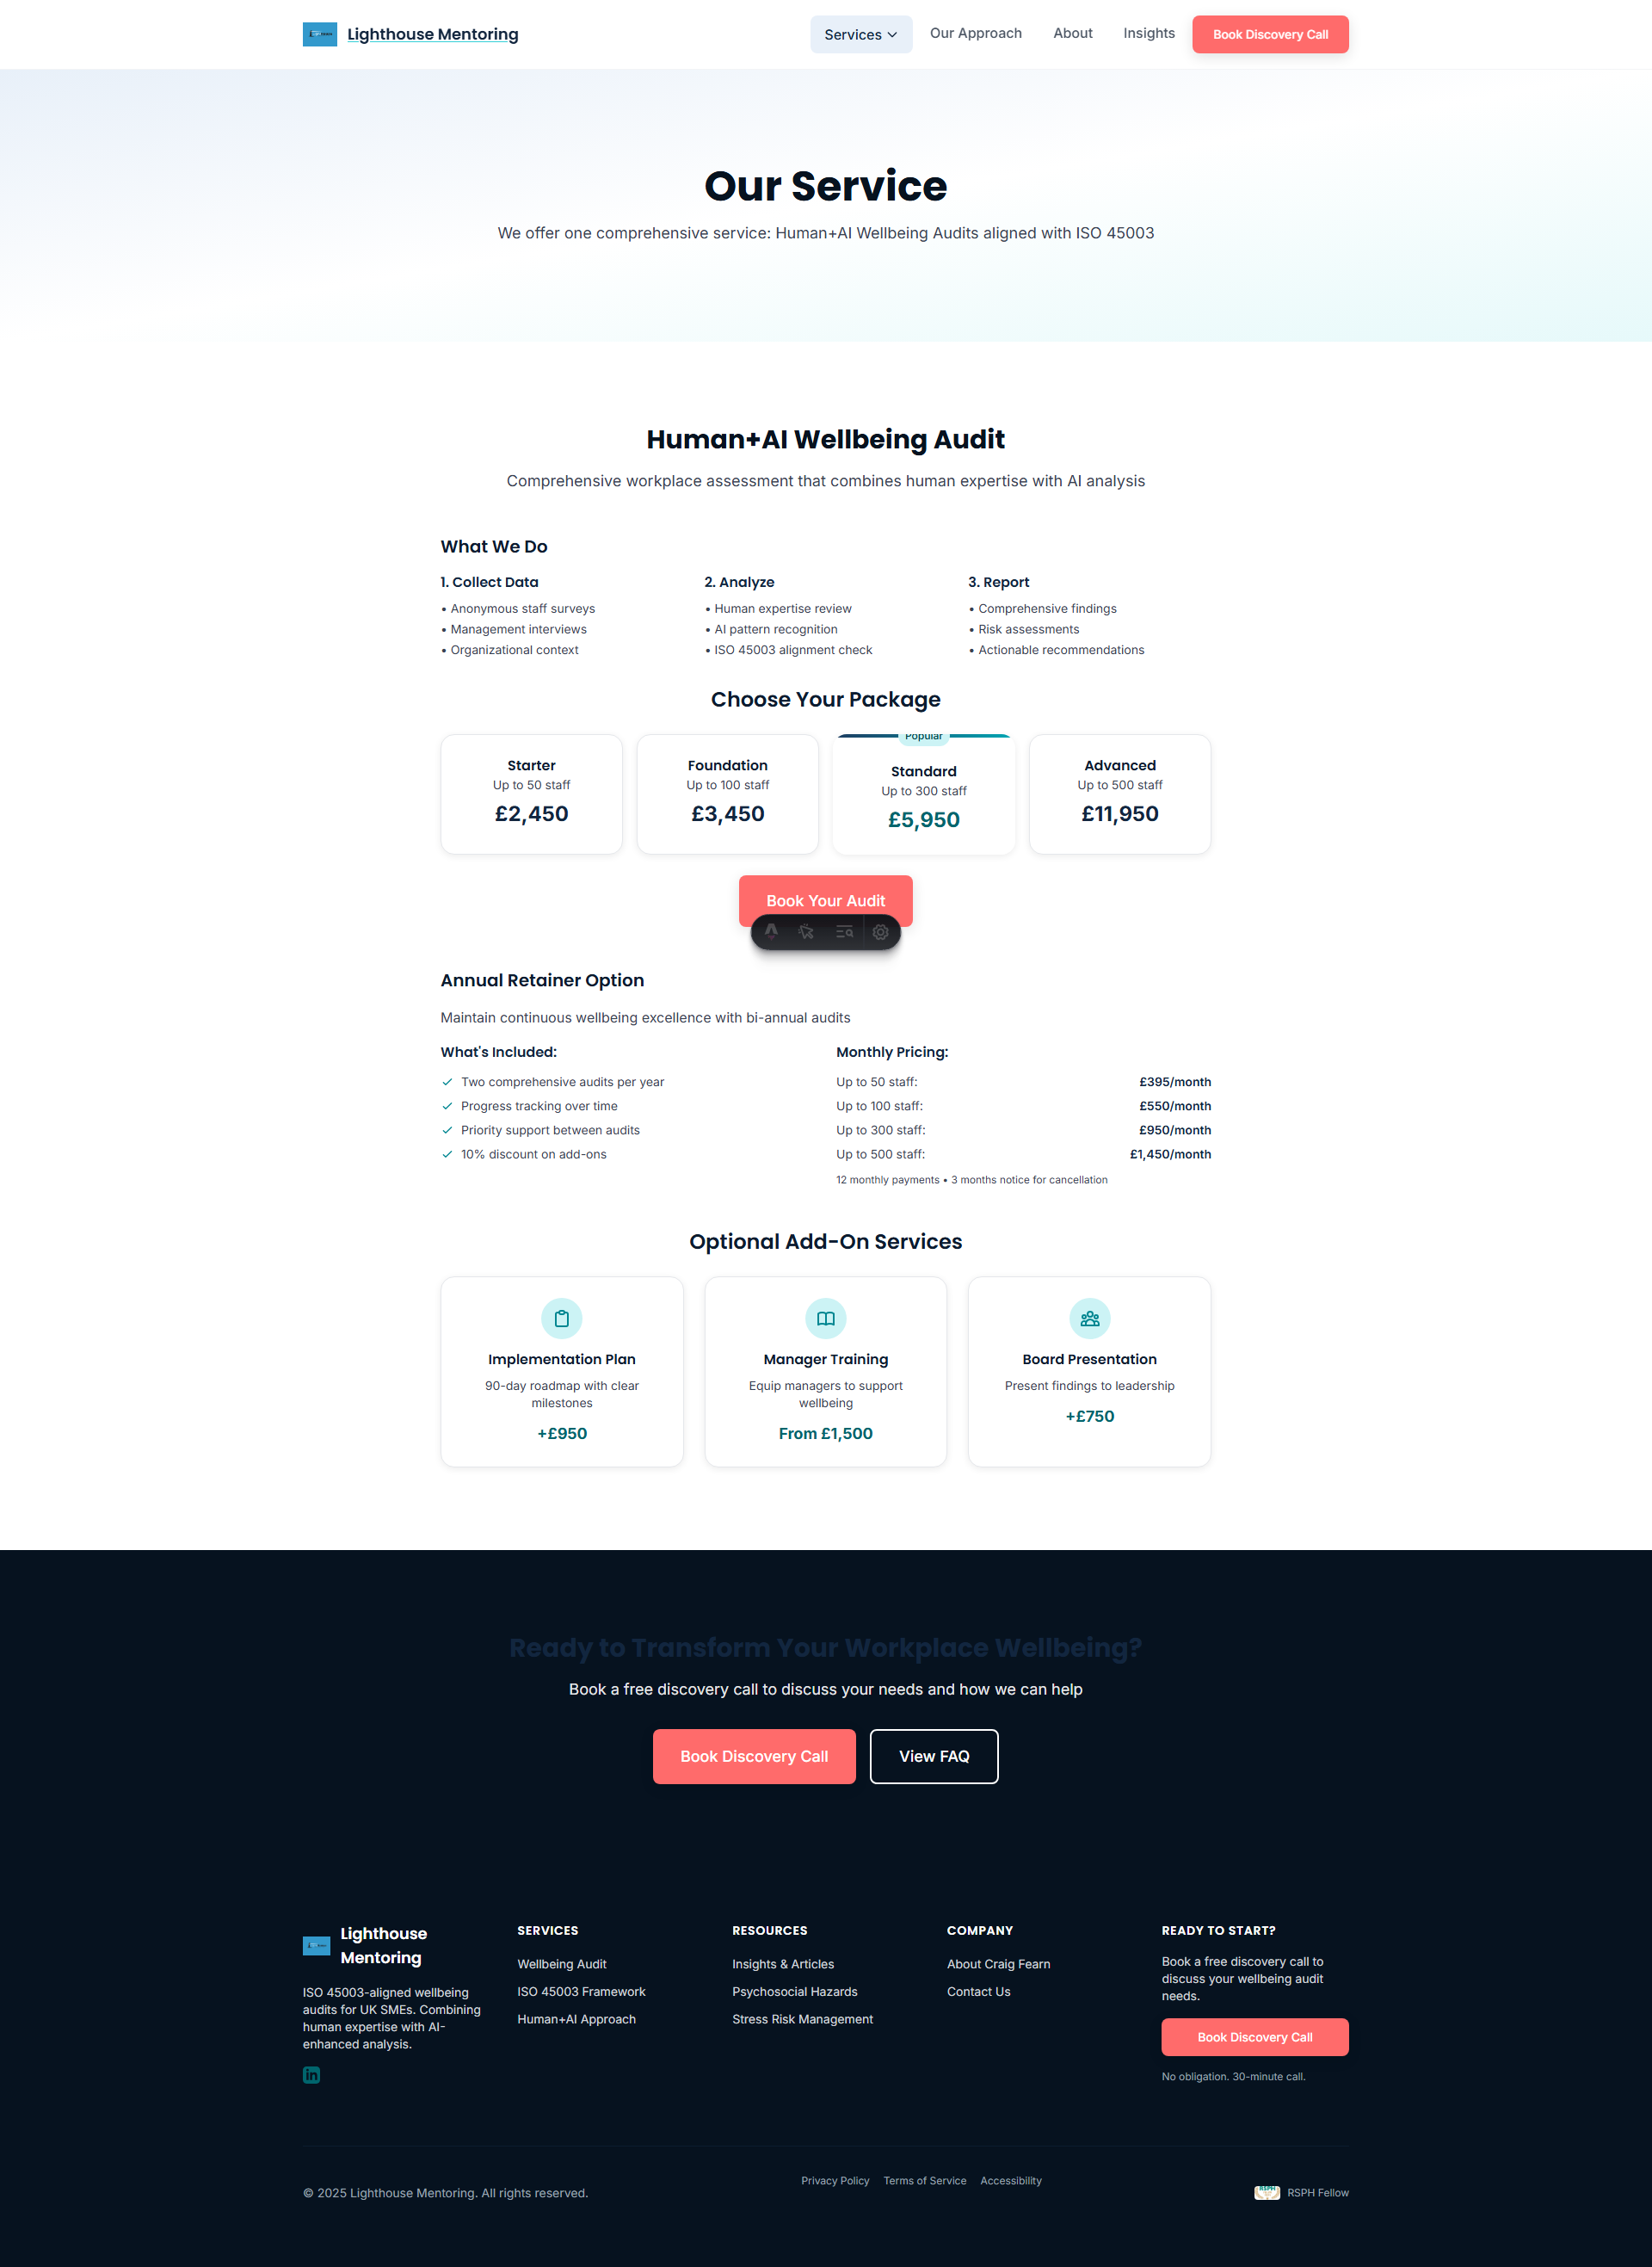 Lighthouse Mentoring
Services
Our Approach
About
Insights
Book Discovery Call
Our Service
We offer one comprehensive service: Human+AI Wellbeing Audits aligned with ISO 45003
Human+AI Wellbeing Audit
Comprehensive workplace assessment that combines human expertise with AI analysis
What We Do
1. Collect Data
• Anonymous staff surveys
• Management interviews
• Organizational context
2. Analyze
• Human expertise review
• AI pattern recognition
• ISO 45003 alignment check
3. Report
• Comprehensive findings
• Risk assessments
• Actionable recommendations
Choose Your Package
Starter
Up to 50 staff
£2,450
Foundation
Up to 100 staff
£3,450
Popular
Standard
Up to 300 staff
£5,950
Advanced
Up to 500 staff
£11,950
Book Your Audit
Annual Retainer Option
Maintain continuous wellbeing excellence with bi-annual audits
What's Included:
Two comprehensive audits per year
Progress tracking over time
Priority support between audits
10% discount on add-ons
Monthly Pricing:
Up to 50 staff: £395/month
Up to 100 staff: £550/month
Up to 300 staff: £950/month
Up to 500 staff: £1,450/month
12 monthly payments • 3 months notice for cancellation
Optional Add-On Services
Implementation Plan
90-day roadmap with clear
milestones
+£950
Manager Training
Equip managers to support
wellbeing
From £1,500
Board Presentation
Present findings to leadership
+£750
Ready to Transform Your Workplace Wellbeing?
Book a free discovery call to discuss your needs and how we can help
Book Discovery Call
View FAQ
Lighthouse
Mentoring
ISO 45003-aligned wellbeing
audits for UK SMEs. Combining
human expertise with AI-
enhanced analysis.
in
SERVICES
Wellbeing Audit
ISO 45003 Framework
Human+AI Approach
RESOURCES
Insights & Articles
Psychosocial Hazards
Stress Risk Management
COMPANY
About Craig Fearn
Contact Us
READY TO START?
Book a free discovery call to
discuss your wellbeing audit
needs.
Book Discovery Call
No obligation. 30-minute call.
© 2025 Lighthouse Mentoring. All rights reserved.
Privacy Policy
Terms of Service
Accessibility
RSPH
RSPH Fellow